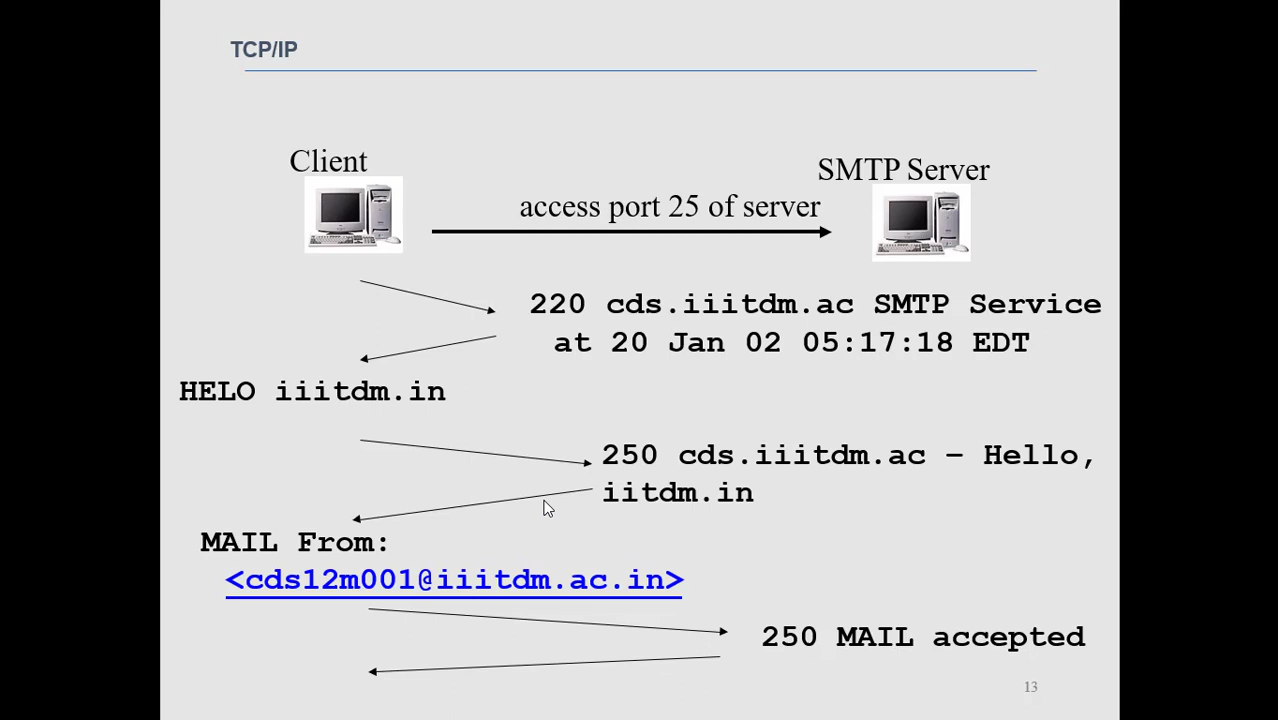 TCP/IP
Client
SMTP Server
access port 25 of server
220 cds.iiitdm.ac SMTP Service
at 20 Jan 02 05:17:18 EDT
HELO iiitdm.in
250 cds.iiitdm.ac – Hello,
iitdm.in
MAIL From:
<cds12m001@iiitdm.ac.in>
250 MAIL accepted
13